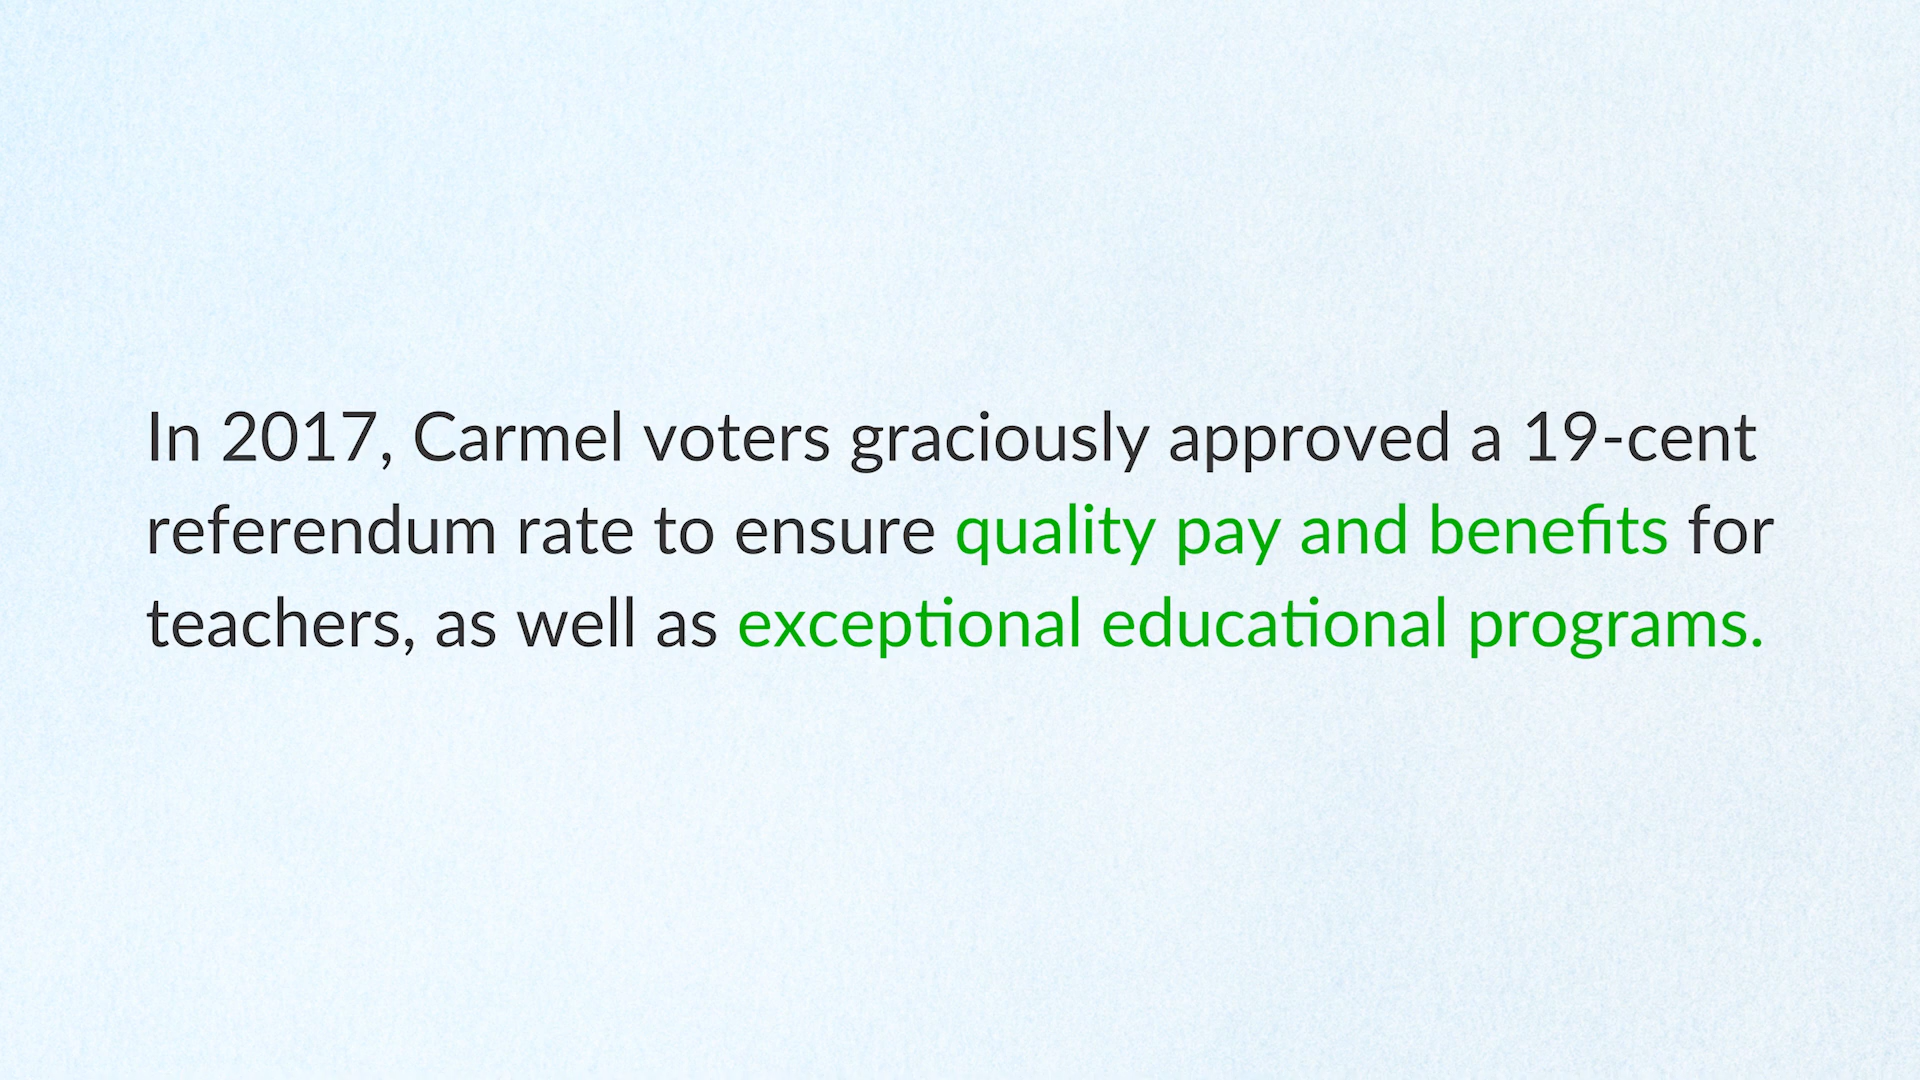 In 2017, Carmel voters graciously approved a 19-cent
referendum rate to ensure quality pay and benefits for
teachers, as well as exceptional educational programs.